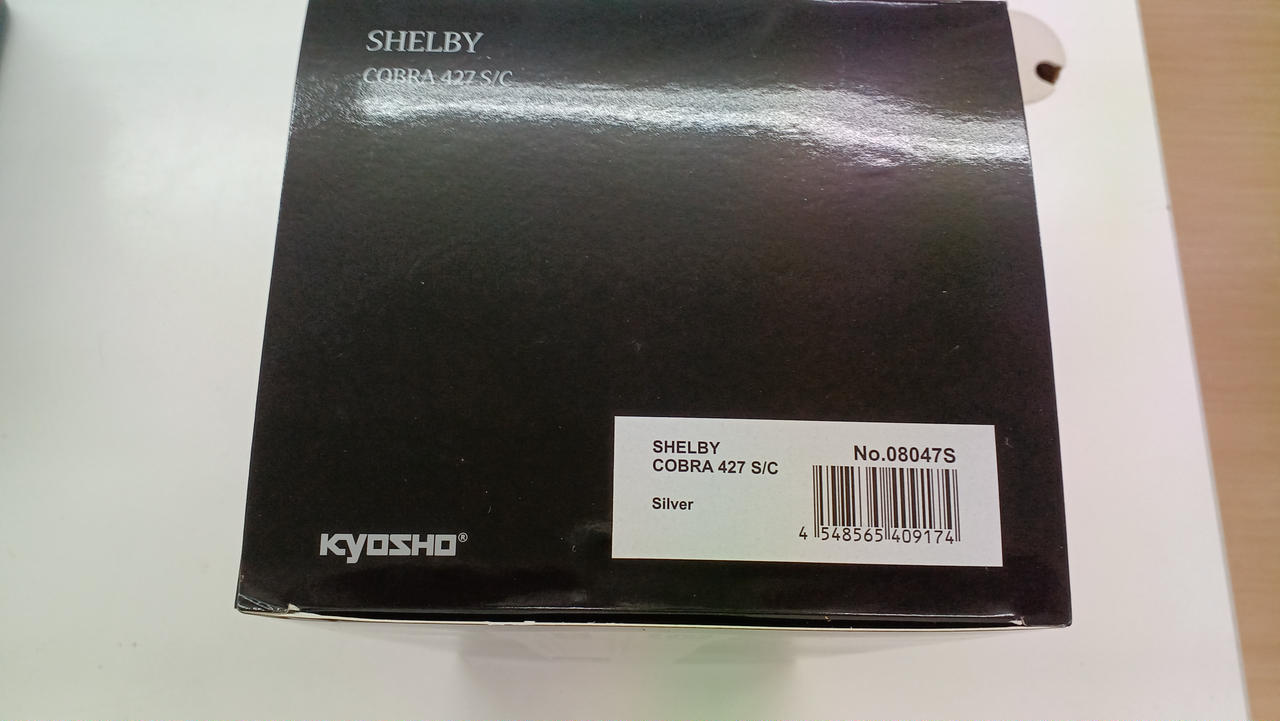 SHELBY
COBRA 427 S/C
SHELBY
COBRA 427 S/C
No.08047S
Silver
4 548565 409174
KYOSHO®